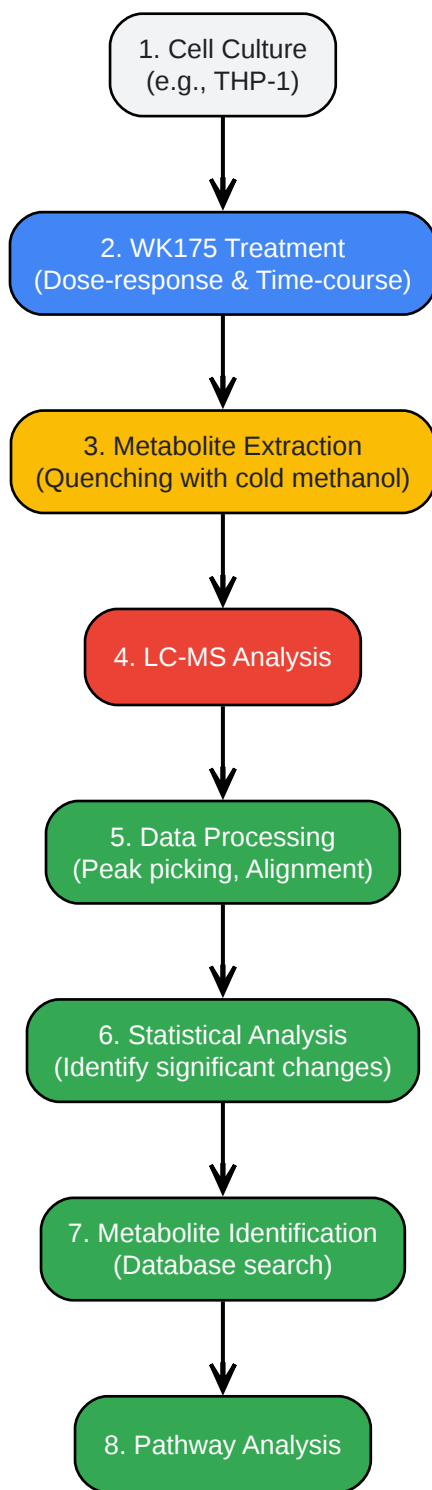 1. Cell Culture
(e.g., THP-1)
2. WK175 Treatment
(Dose-response & Time-course)
3. Metabolite Extraction
(Quenching with cold methanol)
4. LC-MS Analysis
5. Data Processing
(Peak picking, Alignment)
6. Statistical Analysis
(Identify significant changes)
7. Metabolite Identification
(Database search)
8. Pathway Analysis